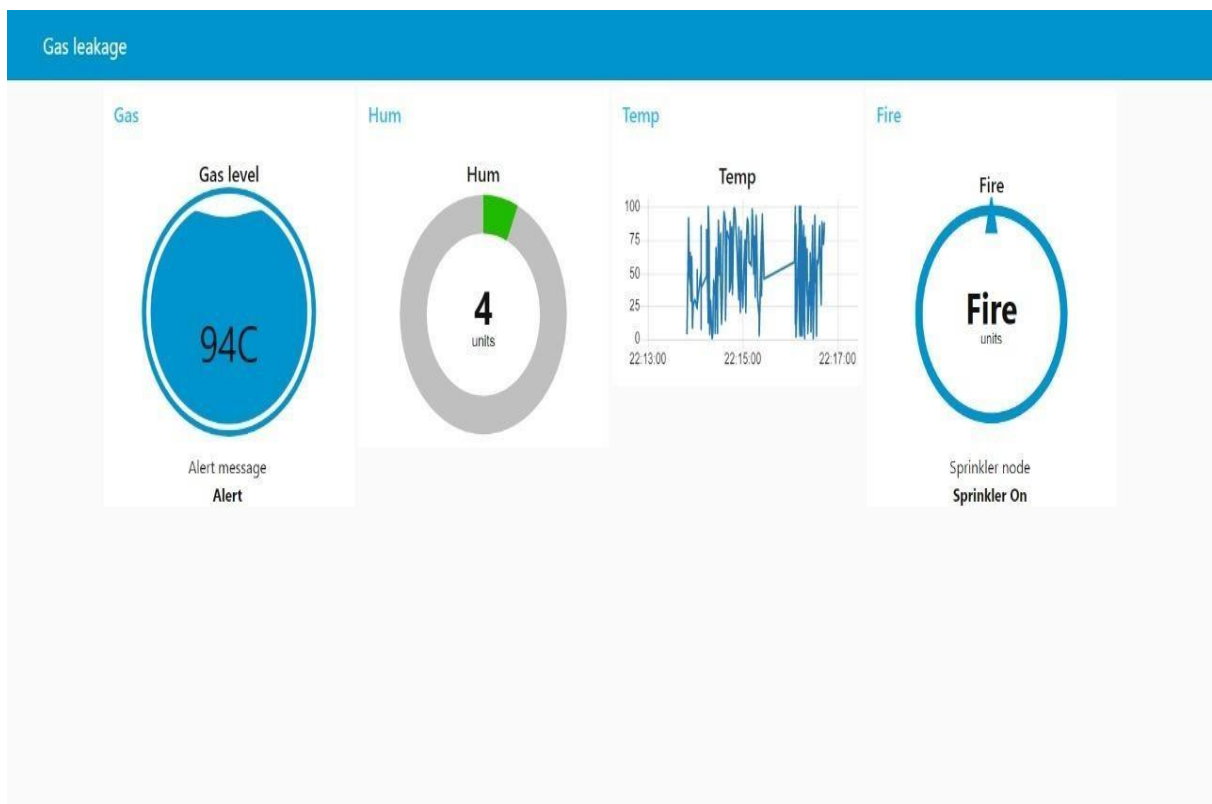 Gas leakage
Gas
Gas level
94C
Alert message
Alert
Hum
Hum
4
units
Temp
Temp
100
75
50
25
0
22:13:00 22:15:00 22:17:00
Fire
Fire
Fire
units
Sprinkler node
Sprinkler On